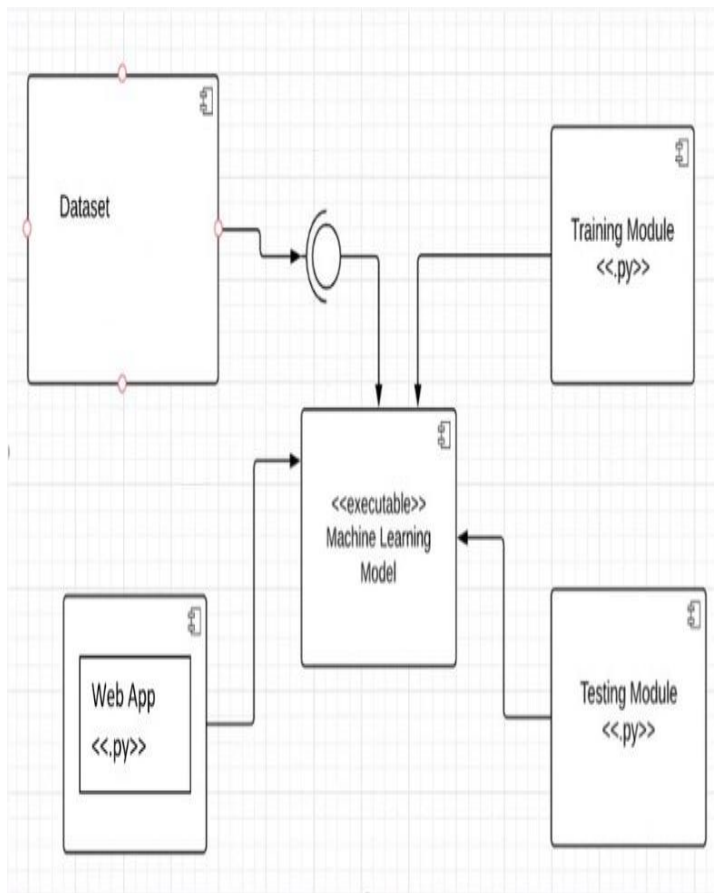 Dataset
Training Module
<<.py>>
<<executable>>
Machine Learning
Model
Web App
<<.py>>
Testing Module
<<.py>>